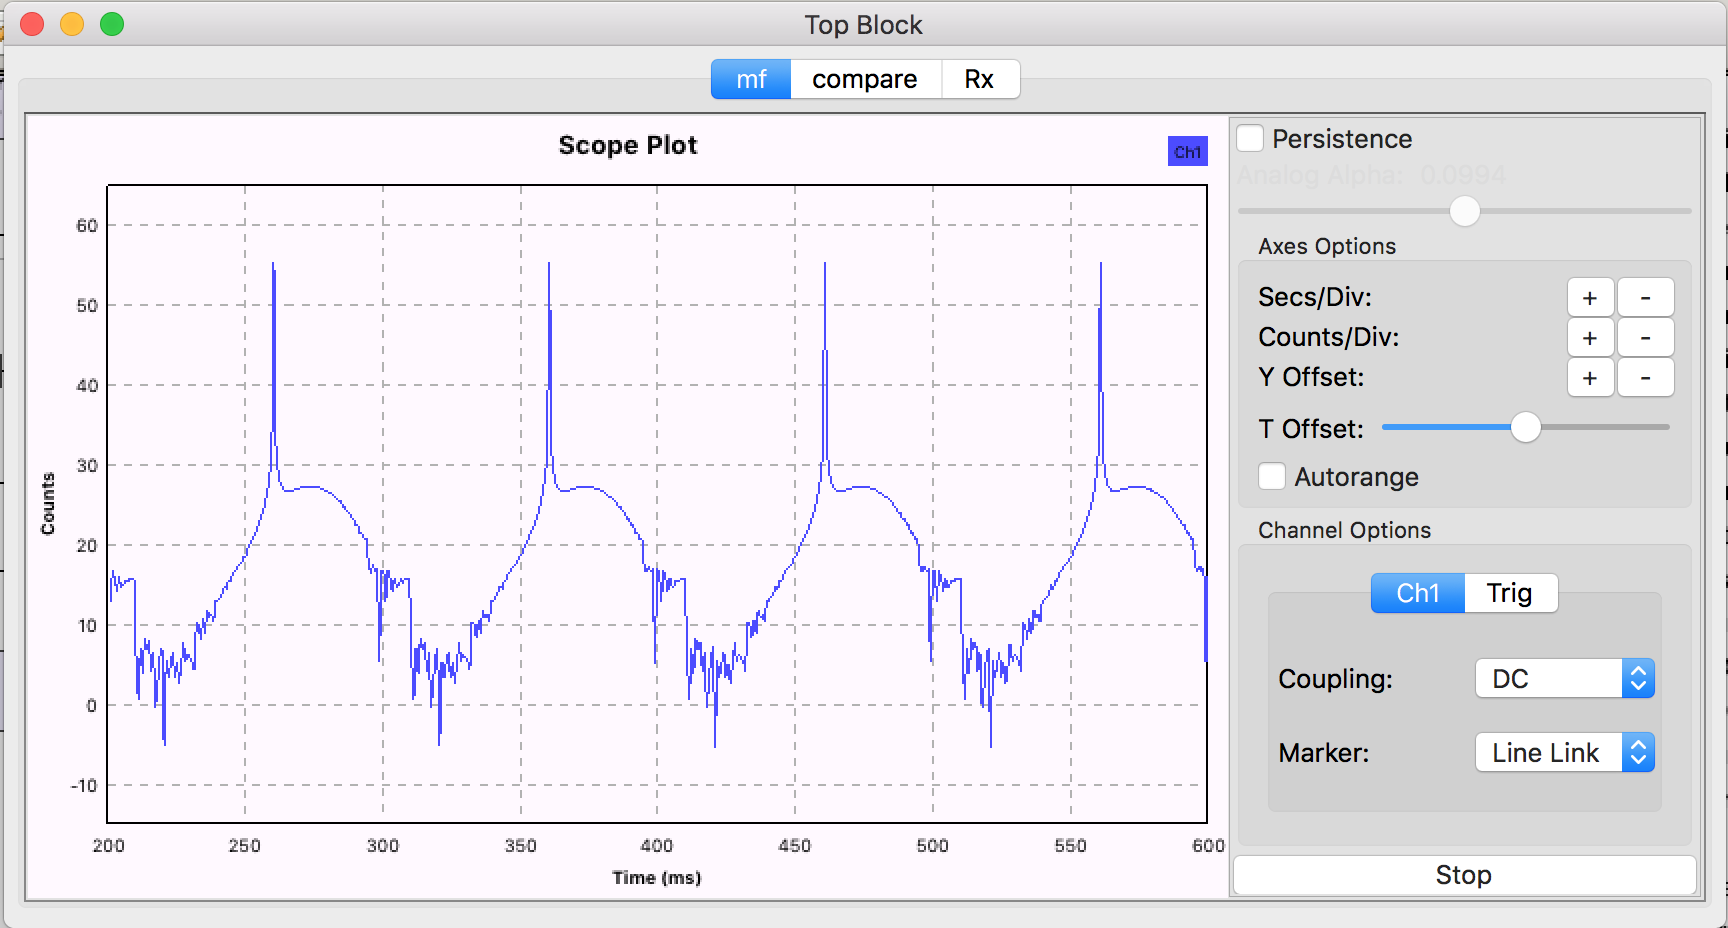 Top Block
mf compare Rx
Scope Plot
Ch1
60
50
40
30
20
10
0
-10
Counts
200 250 300 350 400 450 500 550 600
Time (ms)
Persistence
Analog Alpha: 0.0994
Axes Options
Secs/Div: + -
Counts/Div: + -
Y Offset: + -
T Offset:
Autorange
Channel Options
Ch1 Trig
Coupling: DC
Marker: Line Link
Stop